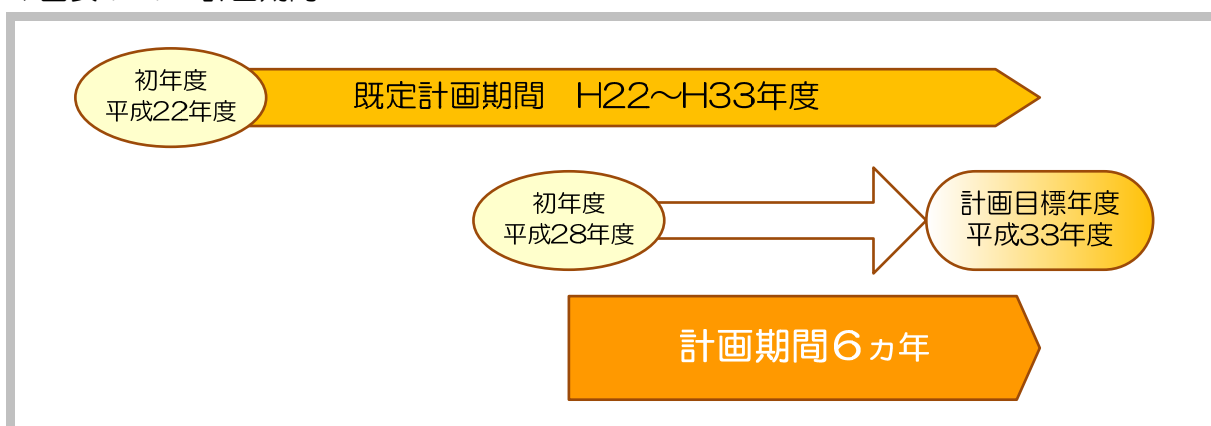 初年度
平成22年度
既定計画期間　H22～H33年度
初年度
平成28年度
計画目標年度
平成33年度
計画期間6ヵ年